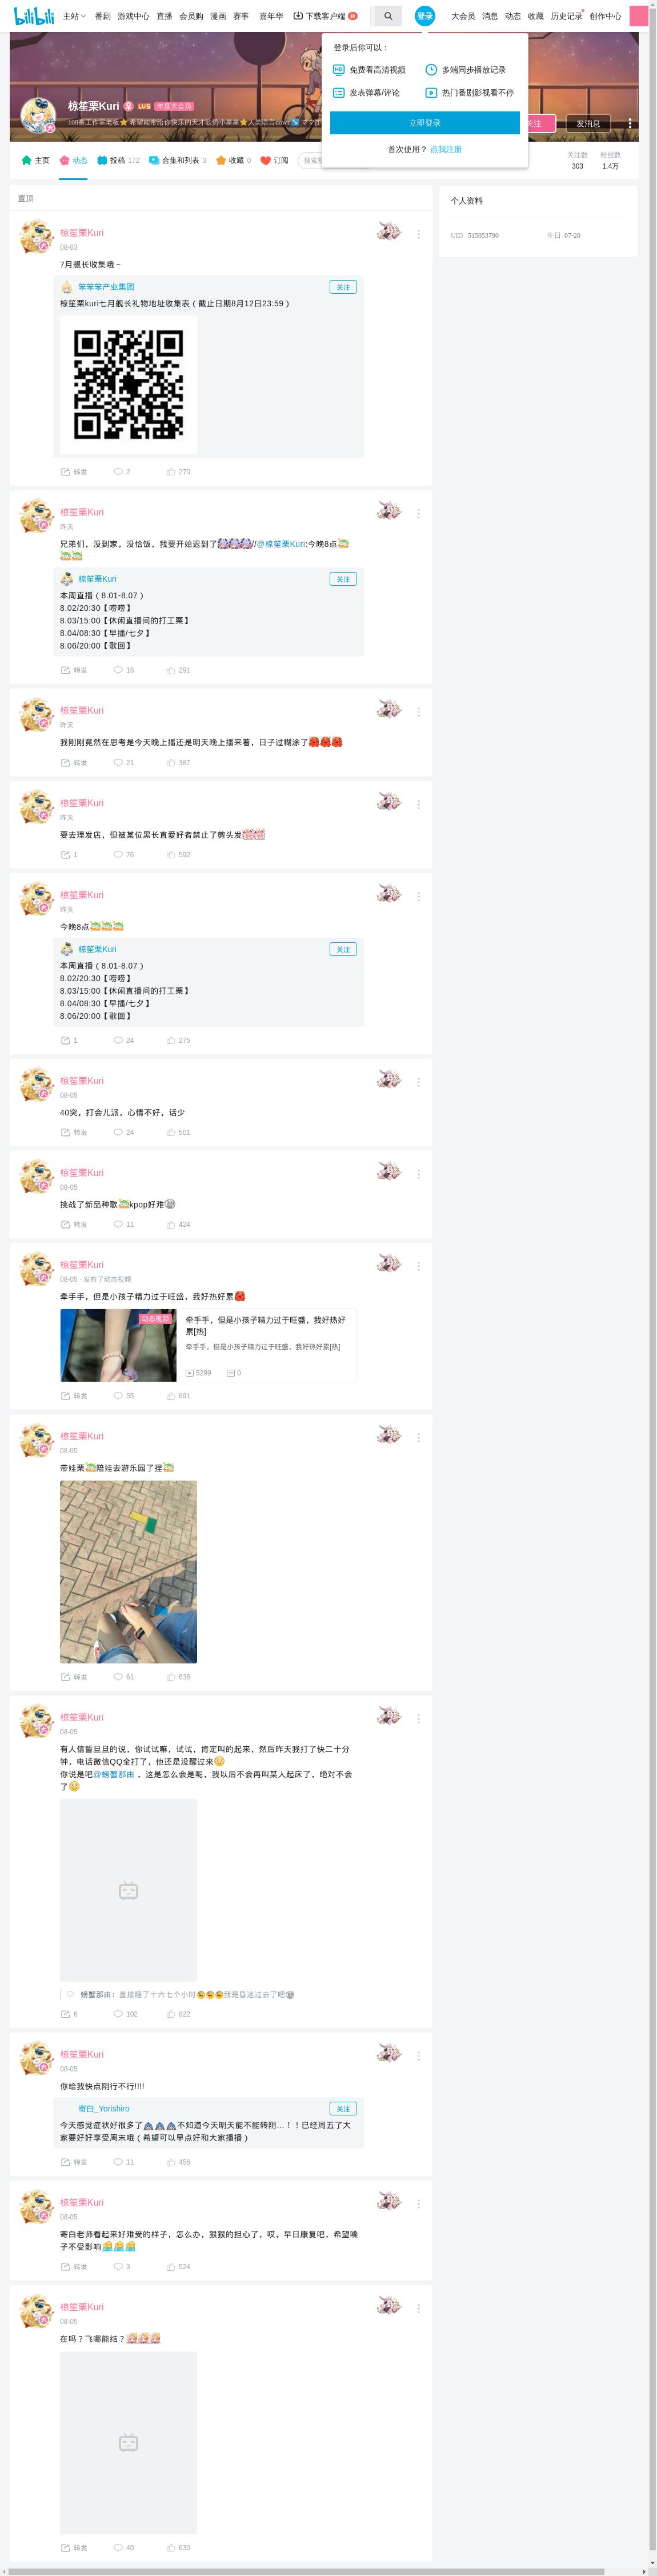 bilibili 主站 番剧 游戏中心 直播 会员购 漫画 赛事 嘉年华 下载客户端 登录 大会员 消息 动态 收藏 历史记录 创作中心
登录后你可以：
免费看高清视频 多端同步播放记录
发表弹幕/评论 热门番剧影视看不停
立即登录
首次使用？ 点我注册
椋笙栗Kuri LV5 年度大会员
关注 发消息
主页 动态 投稿 172 合集和列表 3 收藏 0 订阅
关注数 粉丝数
303 1.4万
置顶
个人资料
UID 515053790 生日 07-20
椋笙栗Kuri
08-03
7月舰长收集哦～
笨笨笨产业集团 关注
椋笙栗kuri七月舰长礼物地址收集表（截止日期8月12日23:59）
转发 2 270
椋笙栗Kuri
昨天
兄弟们，没到家，没恰饭，我要开始迟到了//@椋笙栗Kuri:今晚8点
椋笙栗Kuri 关注
本周直播（8.01-8.07）
8.02/20:30【唠唠】
8.03/15:00【休闲直播间的打工栗】
8.04/08:30【早播/七夕】
8.06/20:00【歌回】
转发 18 291
椋笙栗Kuri
昨天
我刚刚竟然在思考是今天晚上播还是明天晚上播来着，日子过糊涂了
转发 21 387
椋笙栗Kuri
昨天
要去理发店，但被某位黑长直爱好者禁止了剪头发
1 76 592
椋笙栗Kuri
昨天
今晚8点
椋笙栗Kuri 关注
本周直播（8.01-8.07）
8.02/20:30【唠唠】
8.03/15:00【休闲直播间的打工栗】
8.04/08:30【早播/七夕】
8.06/20:00【歌回】
1 24 275
椋笙栗Kuri
08-05
40突，打会儿派，心情不好，话少
转发 24 501
椋笙栗Kuri
08-05
挑战了新品种歌kpop好难
转发 11 424
椋笙栗Kuri
08-05 · 发布了动态视频
牵手手，但是小孩子精力过于旺盛，我好热好累
动态视频
牵手手，但是小孩子精力过于旺盛，我好热好
累[热]
牵手手，但是小孩子精力过于旺盛，我好热好累[热]
5299 0
转发 55 691
椋笙栗Kuri
08-05
带娃栗陪娃去游乐园了捏
转发 61 636
椋笙栗Kuri
08-05
有人信誓旦旦的说，你试试嘛，试试，肯定叫的起来，然后昨天我打了快二十分
钟，电话微信QQ全打了，他还是没醒过来
你说是吧@螃蟹那由 ，这是怎么会是呢，我以后不会再叫某人起床了，绝对不会
了
螃蟹那由：直接睡了十六七个小时我是昏迷过去了吧
6 102 822
椋笙栗Kuri
08-05
你给我快点阴行不行!!!!
寄白_Yorishiro 关注
今天感觉症状好很多了不知道今天明天能不能转阴…！！已经周五了大
家要好好享受周末哦（希望可以早点好和大家播播）
转发 11 456
椋笙栗Kuri
08-05
寄白老师看起来好难受的样子，怎么办，狠狠的担心了，哎，早日康复吧，希望嗓
子不受影响
转发 3 524
椋笙栗Kuri
08-05
在吗？飞哪能结？
转发 40 630